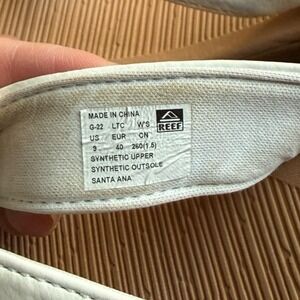 MADE IN CHINA
G-22 LTC W'S
REEF
US EUR CN
9 40 260(1.5)
SYNTHETIC UPPER
SYNTHETIC OUTSOLE
SANTA ANA